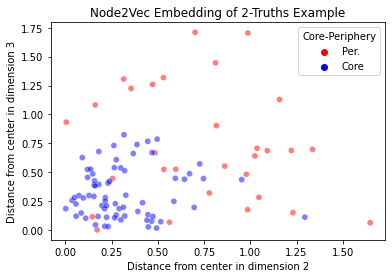 Node2Vec Embedding of 2-Truths Example
Core-Periphery
Per.
Core
Distance from center in dimension 3
1.75
1.50
1.25
1.00
0.75
0.50
0.25
0.00
0.00 0.25 0.50 0.75 1.00 1.25 1.50
Distance from center in dimension 2